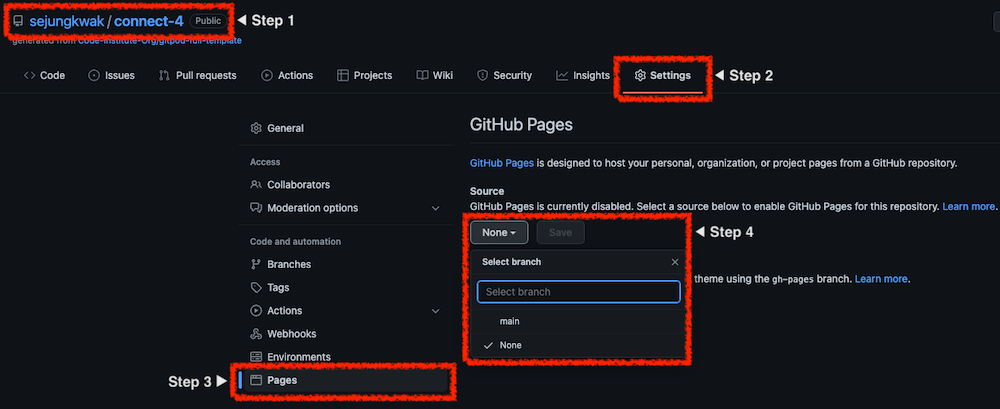 sejungkwak / connect-4 Public Step 1
generated from Code-Institute-Org/gitpod-full-template
Code Issues Pull requests Actions Projects Wiki Security Insights Settings Step 2
General
Access
Collaborators
Moderation options
Code and automation
Branches
Tags
Actions
Webhooks
Environments
Step 3 Pages
GitHub Pages
GitHub Pages is designed to host your personal, organization, or project pages from a GitHub repository.
Source
GitHub Pages is currently disabled. Select a source below to enable GitHub Pages for this repository. Learn more.
None Save Step 4
Select branch
theme using the gh-pages branch. Learn more.
Select branch
main
None